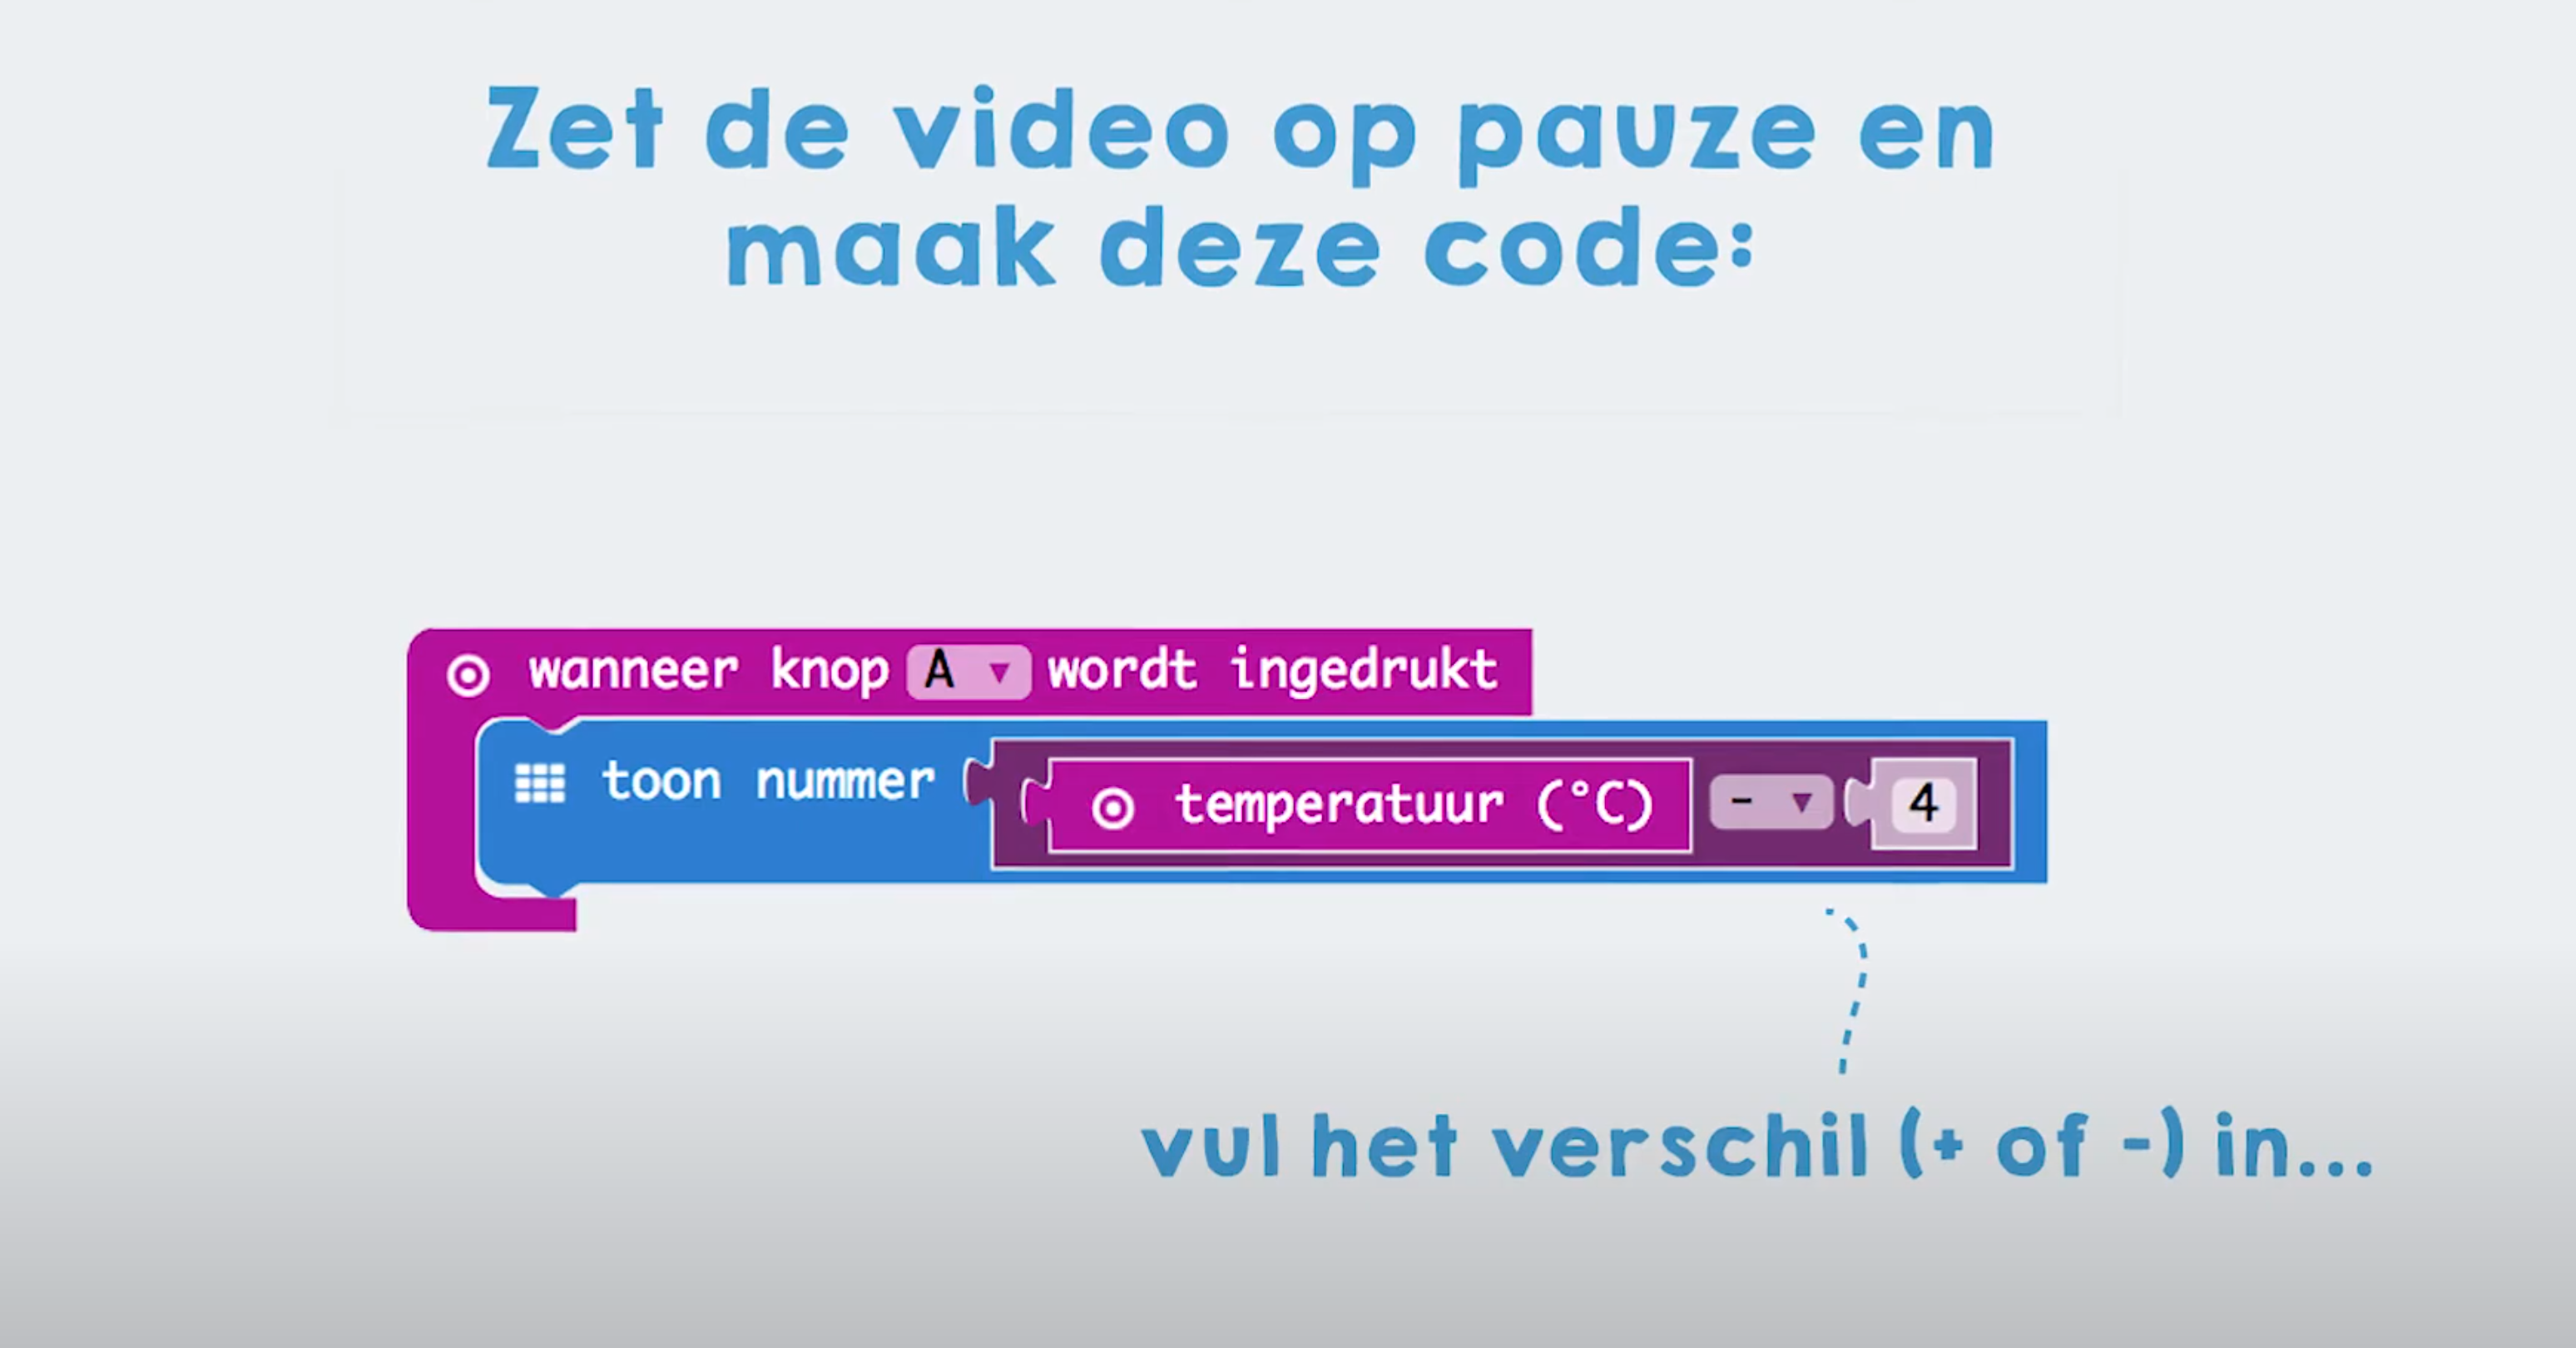 Zet de video op pauze en
maak deze code:
wanneer knop A wordt ingedrukt
toon nummer temperatuur (°C) - 4
vul het verschil (+ of -) in...